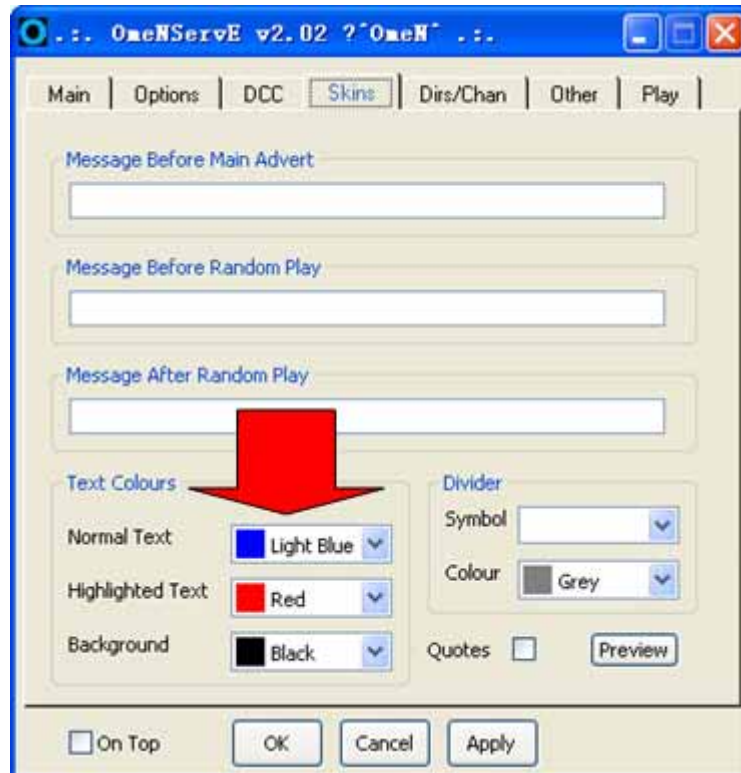 .:. OmeNServE v2.02 ?ˆOmeNˆ .:.
Main Options DCC Skins Dirs/Chan Other Play
Message Before Main Advert
Message Before Random Play
Message After Random Play
Text Colours
Normal Text Light Blue
Highlighted Text Red
Background Black
Divider
Symbol
Colour Grey
Quotes Preview
On Top OK Cancel Apply